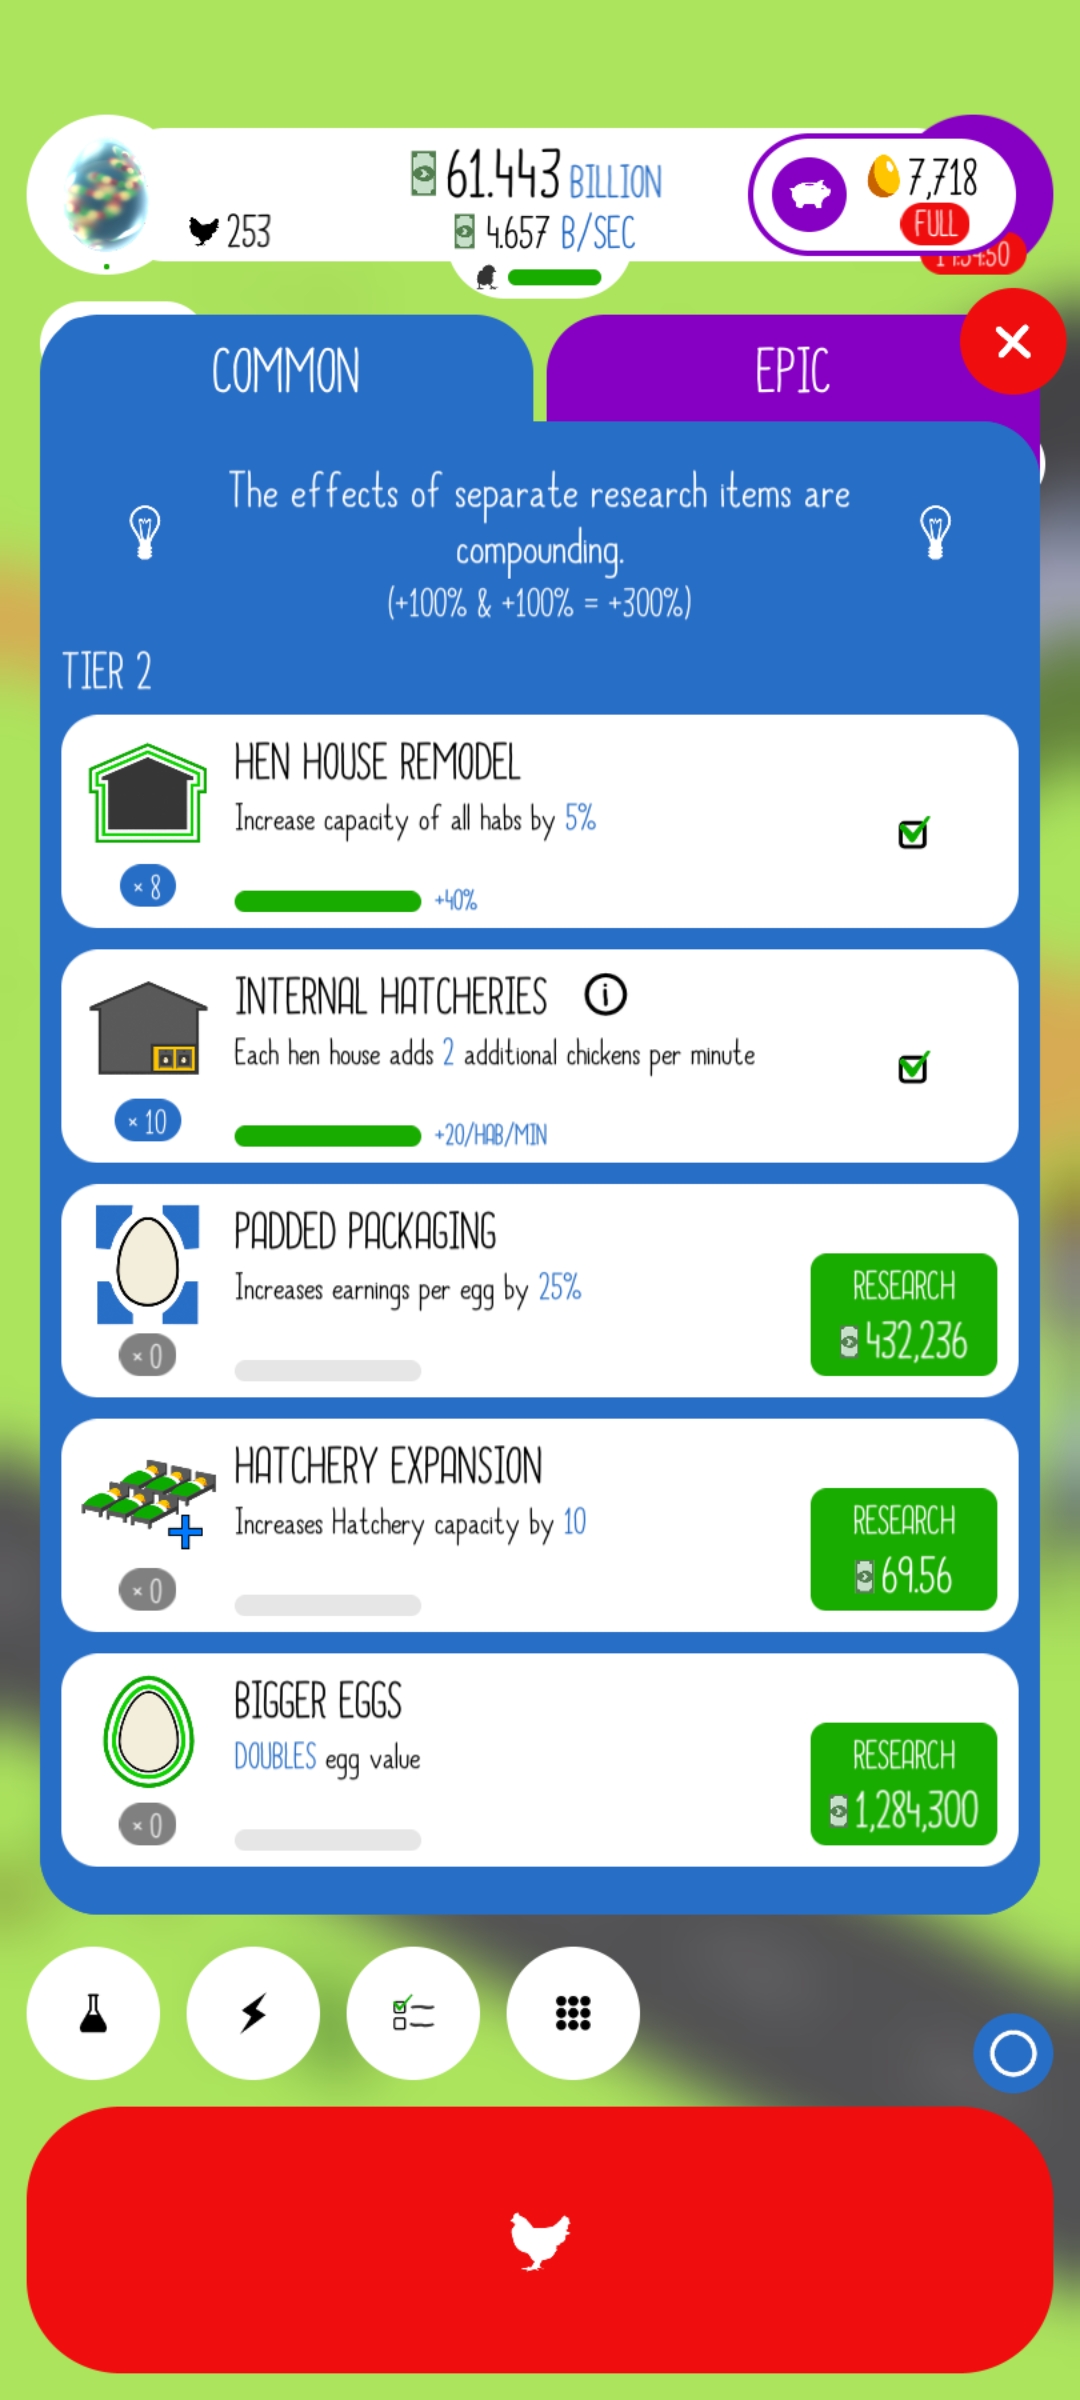 61.443 BILLION
7,718
253
4.657 B/SEC
FULL
COMMON
EPIC
The effects of separate research items are
compounding.
(+100% & +100% = +300%)
TIER 2
HEN HOUSE REMODEL
Increase capacity of all habs by 5%
× 8
+40%
INTERNAL HATCHERIES
Each hen house adds 2 additional chickens per minute
× 10
+20/HAB/MIN
PADDED PACKAGING
Increases earnings per egg by 25%
RESEARCH
432,236
× 0
HATCHERY EXPANSION
Increases Hatchery capacity by 10
RESEARCH
69.56
× 0
BIGGER EGGS
DOUBLES egg value
RESEARCH
1,284,300
× 0